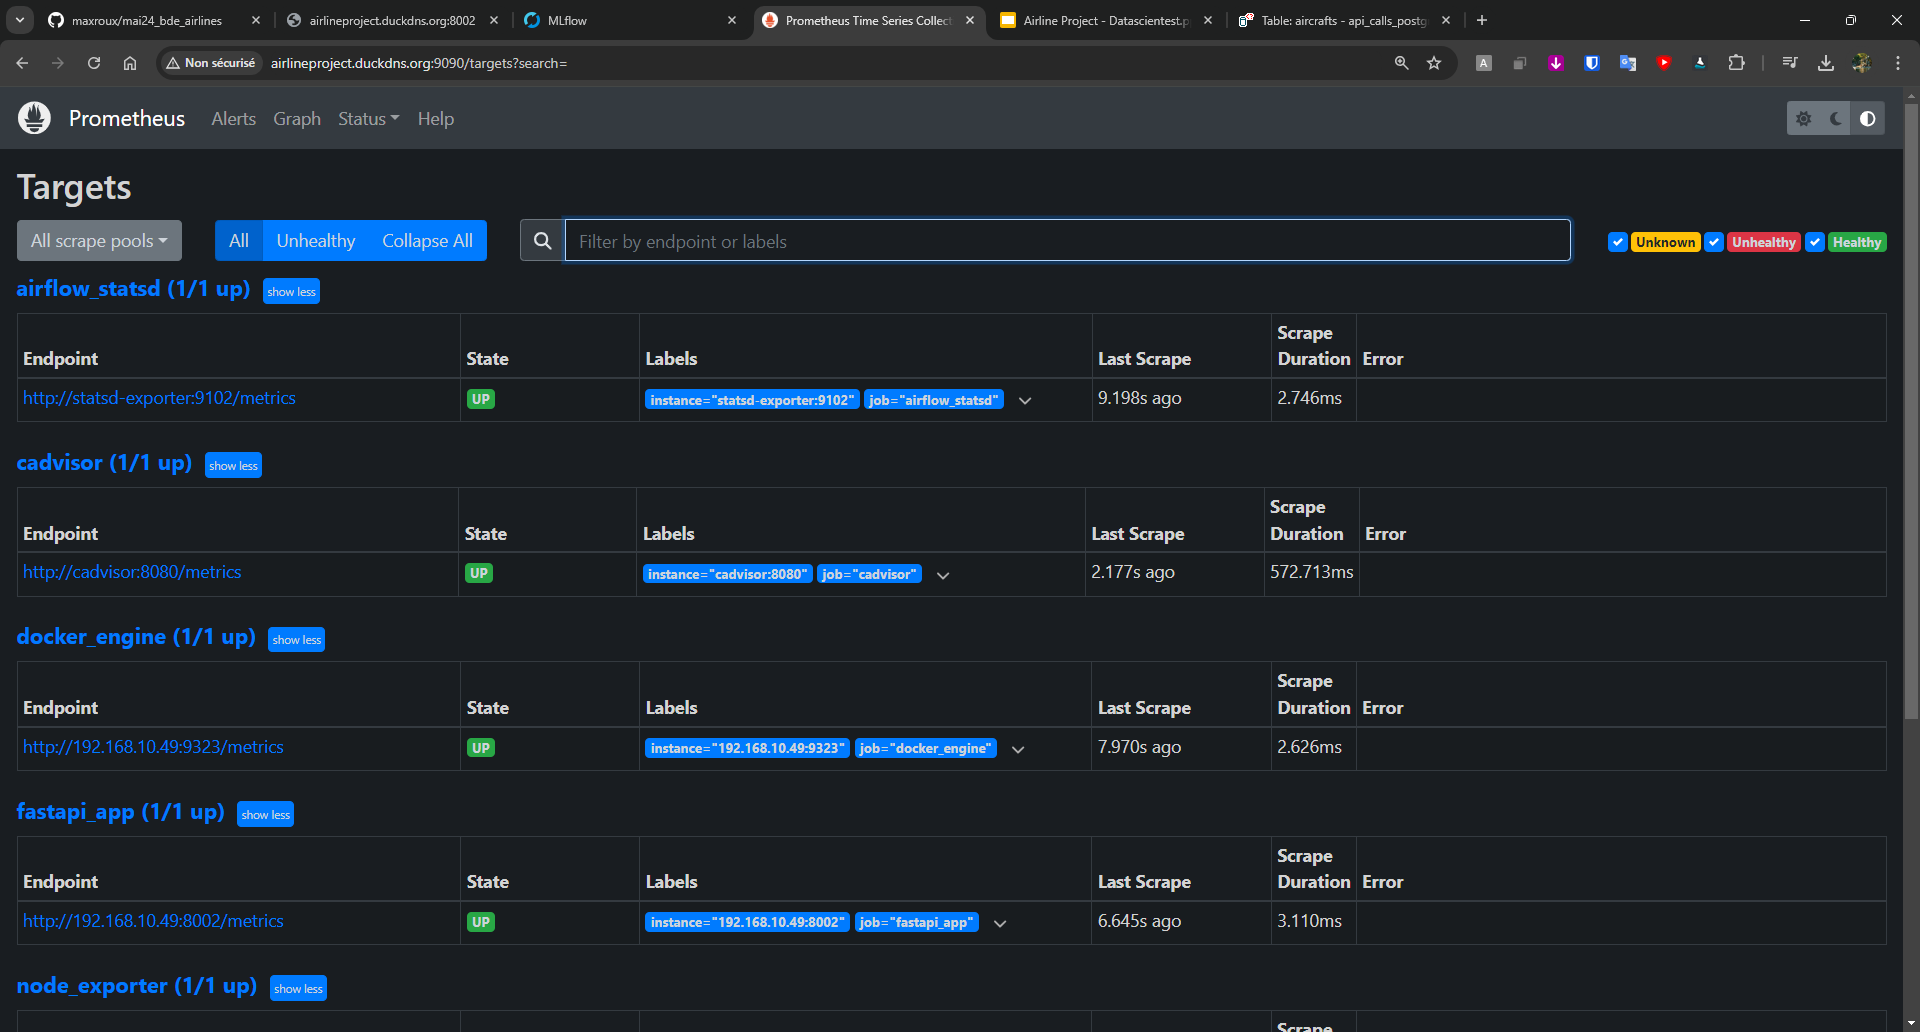 maxroux/mai24_bde_airlines
airlineproject.duckdns.org:8002
MLflow
Prometheus Time Series Collect
Airline Project - Datascientest.p
Table: aircrafts - api_calls_postg
Non sécurisé
airlineproject.duckdns.org:9090/targets?search=
Prometheus
Alerts
Graph
Status
Help
Targets
All scrape pools
All
Unhealthy
Collapse All
Filter by endpoint or labels
Unknown
Unhealthy
Healthy
airflow_statsd (1/1 up) show less
Endpoint State Labels Last Scrape Scrape Duration Error
http://statsd-exporter:9102/metrics UP instance="statsd-exporter:9102" job="airflow_statsd" 9.198s ago 2.746ms
cadvisor (1/1 up) show less
Endpoint State Labels Last Scrape Scrape Duration Error
http://cadvisor:8080/metrics UP instance="cadvisor:8080" job="cadvisor" 2.177s ago 572.713ms
docker_engine (1/1 up) show less
Endpoint State Labels Last Scrape Scrape Duration Error
http://192.168.10.49:9323/metrics UP instance="192.168.10.49:9323" job="docker_engine" 7.970s ago 2.626ms
fastapi_app (1/1 up) show less
Endpoint State Labels Last Scrape Scrape Duration Error
http://192.168.10.49:8002/metrics UP instance="192.168.10.49:8002" job="fastapi_app" 6.645s ago 3.110ms
node_exporter (1/1 up) show less
Scrape